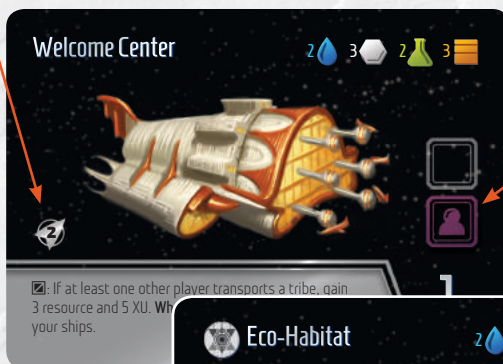 Welcome Center 2 3 2 3
2
: If at least one other player transports a tribe, gain
3 resource and 5 XU.
your ships.
1
Eco-Habitat 2